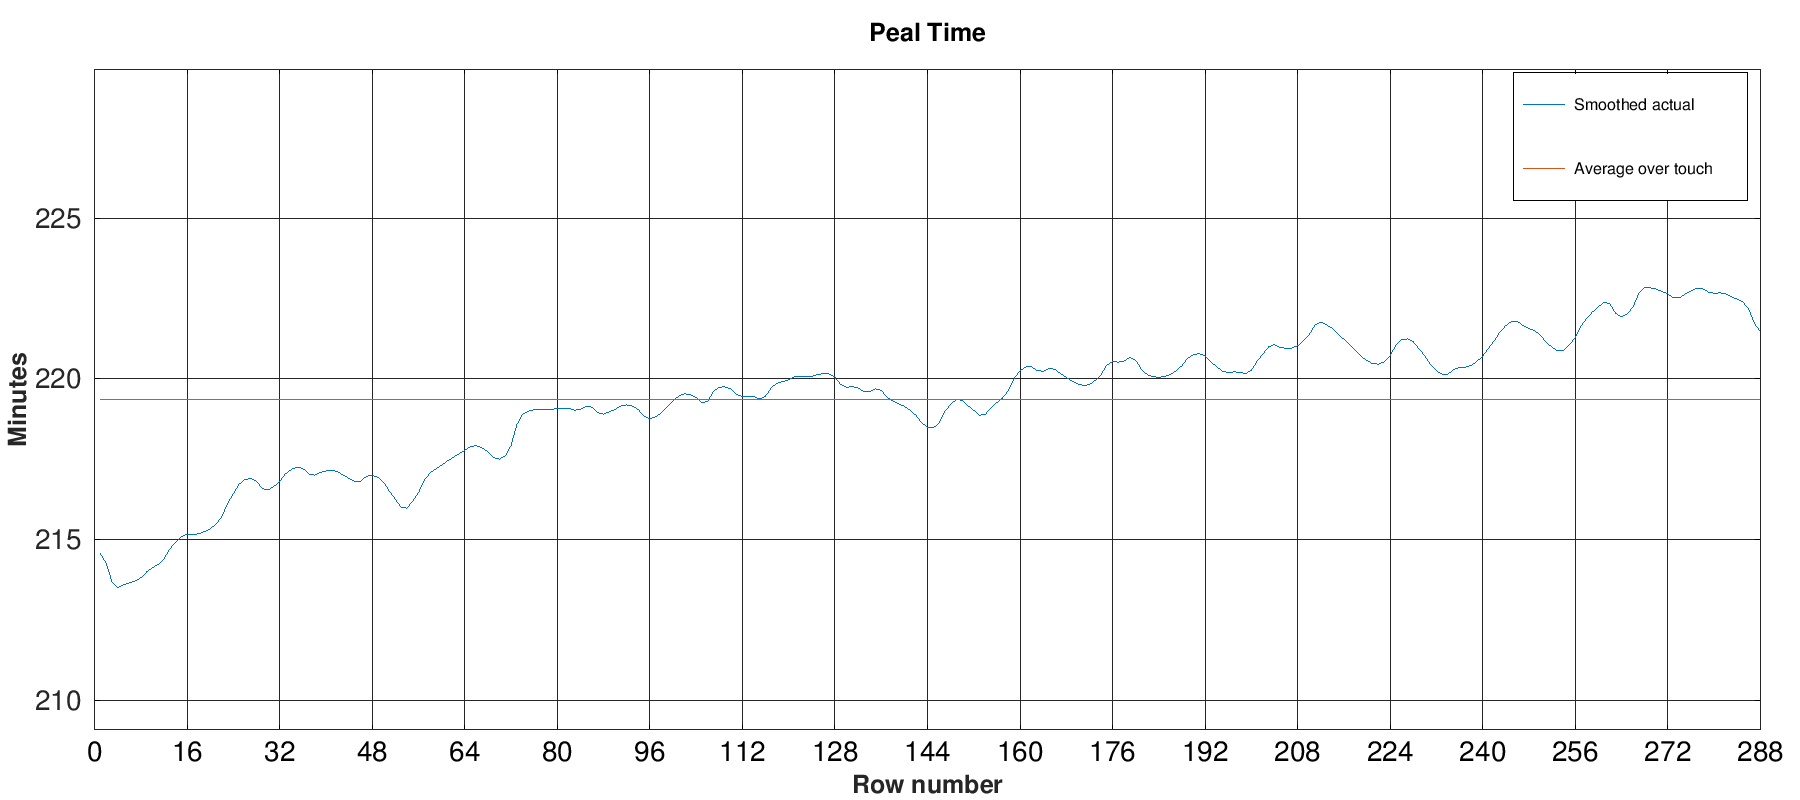 Peal Time
Smoothed actual
Average over touch
Minutes
225
220
215
210
0 16 32 48 64 80 96 112 128 144 160 176 192 208 224 240 256 272 288
Row number